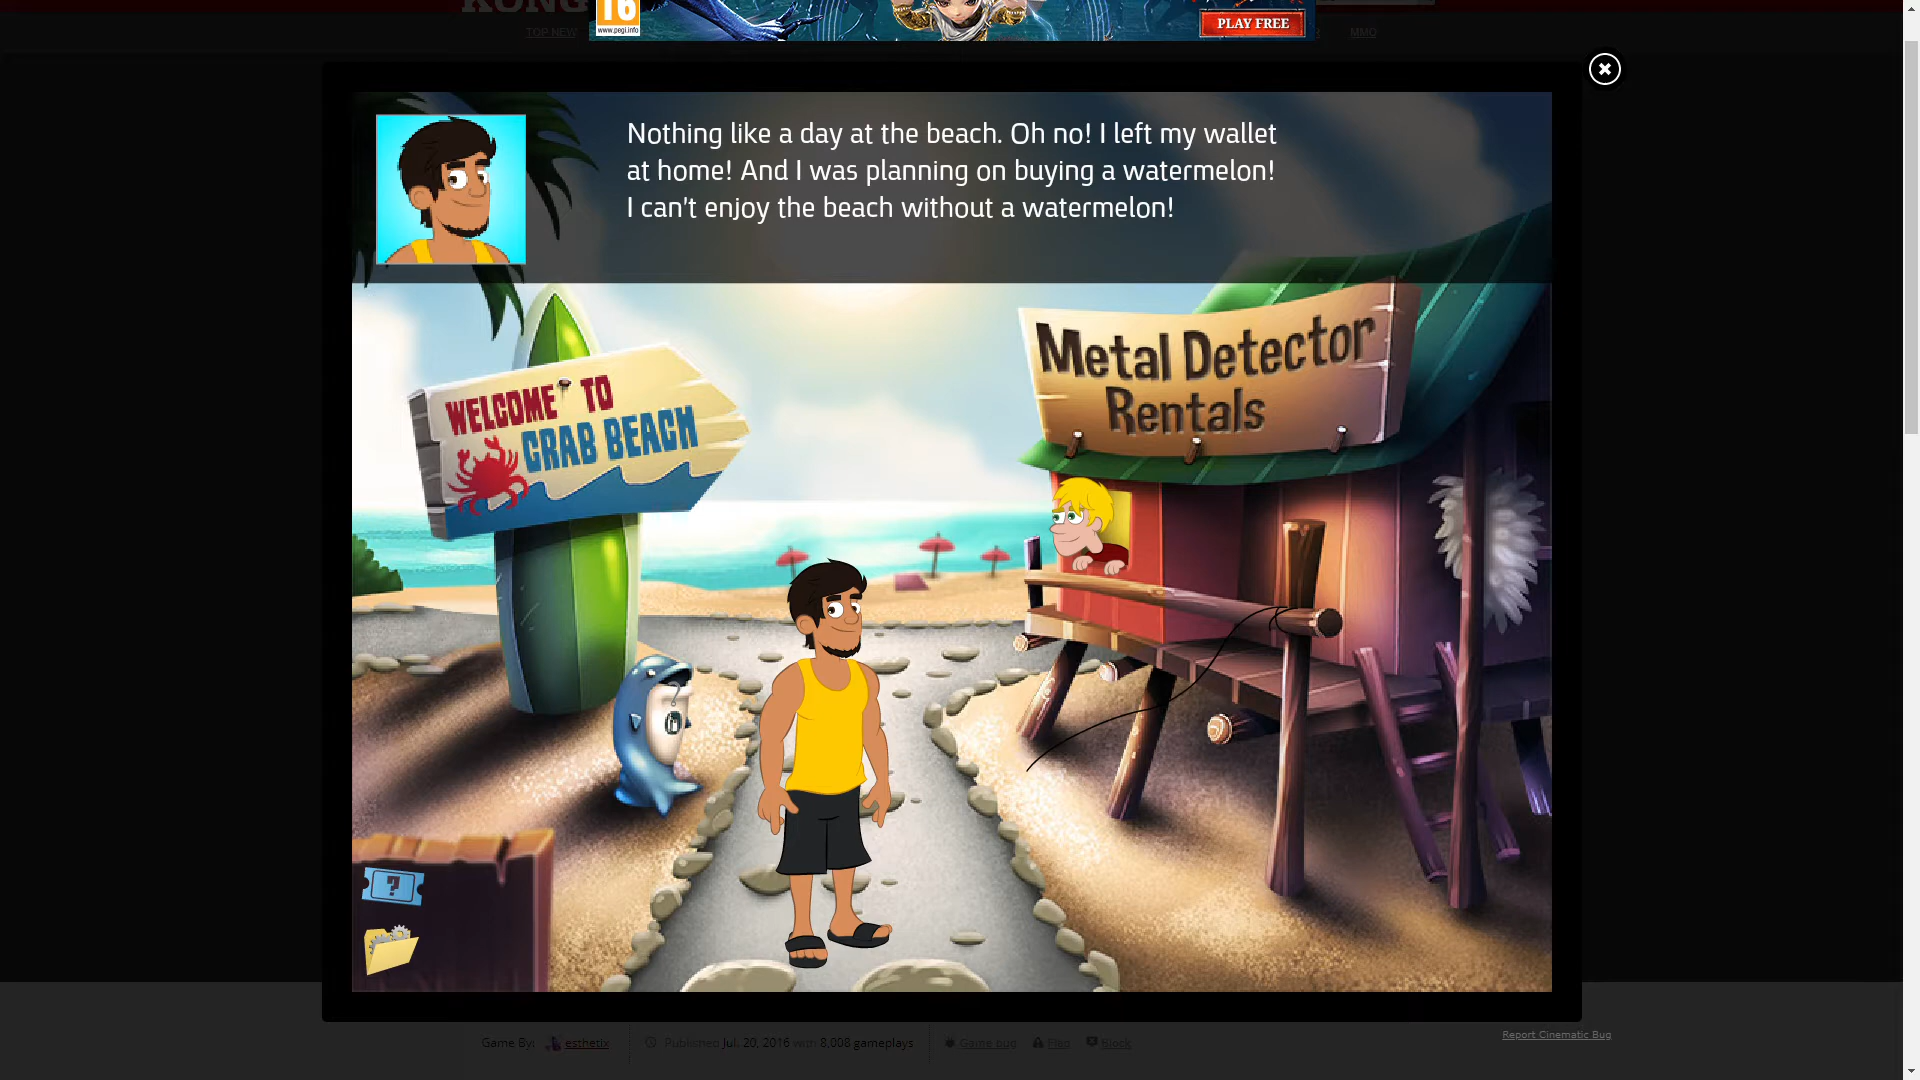 KONG
16
www.pegi.info
PLAY FREE
TOP NEW
MMO
Nothing like a day at the beach. Oh no! I left my wallet
at home! And I was planning on buying a watermelon!
I can't enjoy the beach without a watermelon!
WELCOME TO
CRAB BEACH
Metal Detector
Rentals
?
Report Cinematic Bug
Game By: esthetix
Published Jul. 20, 2016 with 8,008 gameplays
Game bug
Flag
Block